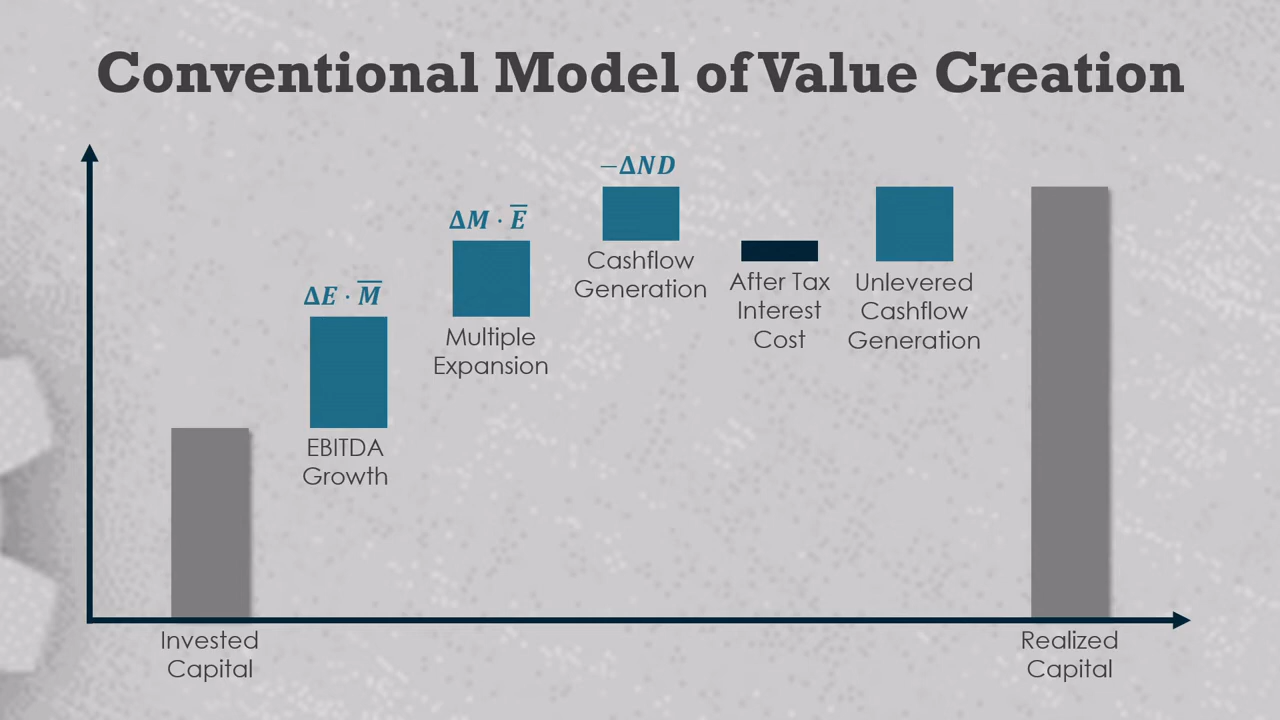 Conventional Model of Value Creation
−ΔND
ΔM · E̅
ΔE · M̅
Cashflow
Generation
After Tax
Interest
Cost
Unlevered
Cashflow
Generation
Multiple
Expansion
EBITDA
Growth
Invested
Capital
Realized
Capital